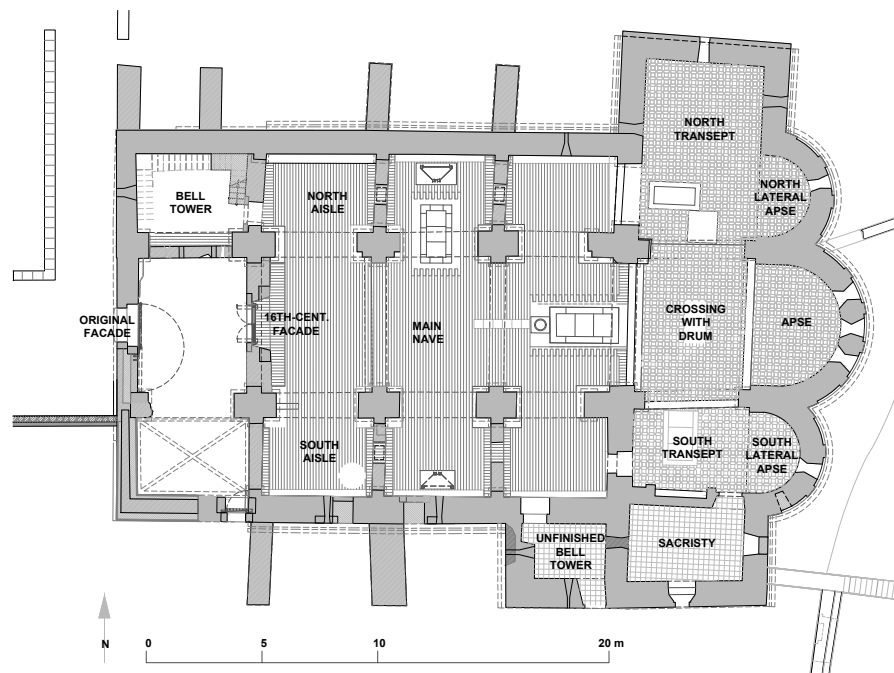 NORTH
TRANSEPT
BELL
TOWER
NORTH
AISLE
NORTH
LATERAL
APSE
ORIGINAL
FACADE
16TH-CENT.
FACADE
MAIN
NAVE
CROSSING
WITH
DRUM
APSE
SOUTH
AISLE
SOUTH
TRANSEPT
SOUTH
LATERAL
APSE
UNFINISHED
BELL
TOWER
SACRISTY
N 0 5 10 20 m